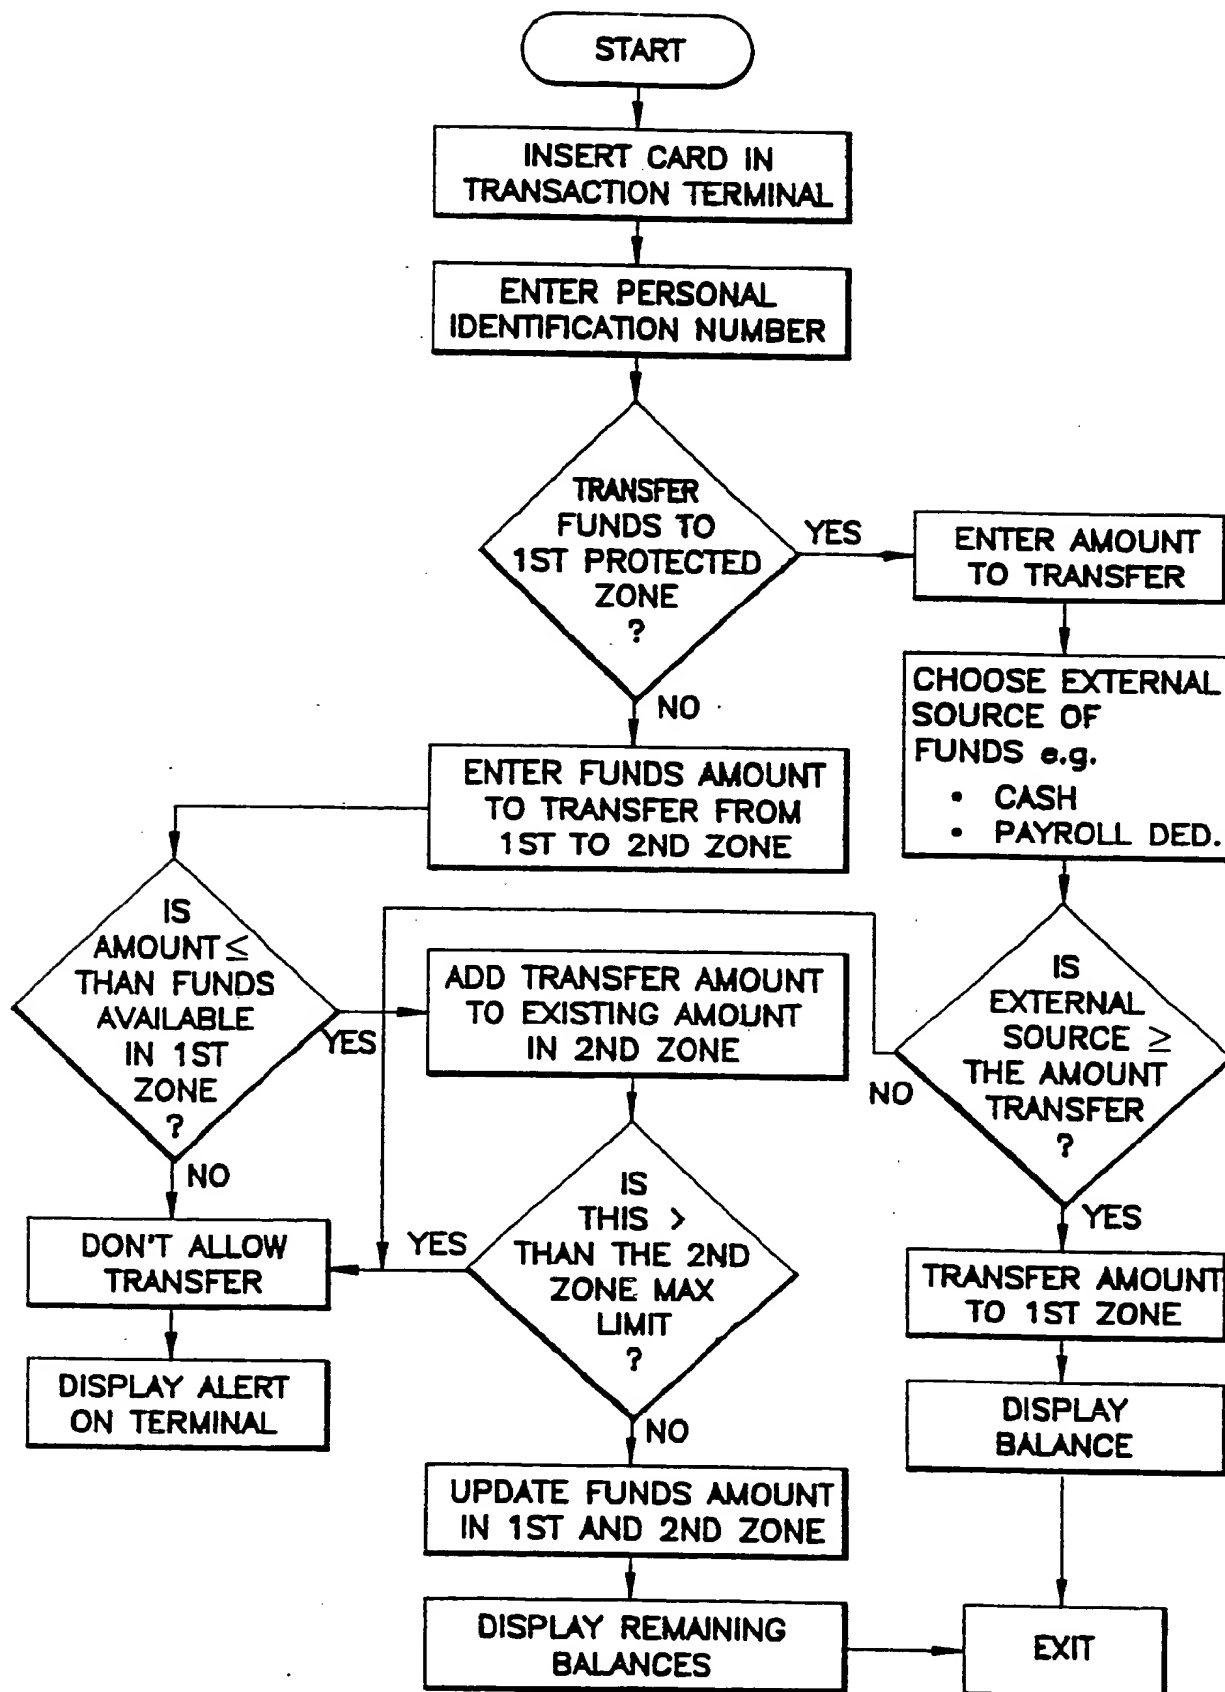 START
INSERT CARD IN
TRANSACTION TERMINAL
ENTER PERSONAL
IDENTIFICATION NUMBER
TRANSFER
FUNDS TO
1ST PROTECTED
ZONE
?
YES
ENTER AMOUNT
TO TRANSFER
NO
CHOOSE EXTERNAL
SOURCE OF
FUNDS e.g.
• CASH
• PAYROLL DED.
ENTER FUNDS AMOUNT
TO TRANSFER FROM
1ST TO 2ND ZONE
IS
AMOUNT ≤
THAN FUNDS
AVAILABLE
IN 1ST
ZONE
?
YES
ADD TRANSFER AMOUNT
TO EXISTING AMOUNT
IN 2ND ZONE
IS
EXTERNAL
SOURCE ≥
THE AMOUNT
TRANSFER
?
NO
NO
DON'T ALLOW
TRANSFER
YES
IS
THIS >
THAN THE 2ND
ZONE MAX
LIMIT
?
YES
TRANSFER AMOUNT
TO 1ST ZONE
DISPLAY ALERT
ON TERMINAL
NO
DISPLAY
BALANCE
UPDATE FUNDS AMOUNT
IN 1ST AND 2ND ZONE
DISPLAY REMAINING
BALANCES
EXIT